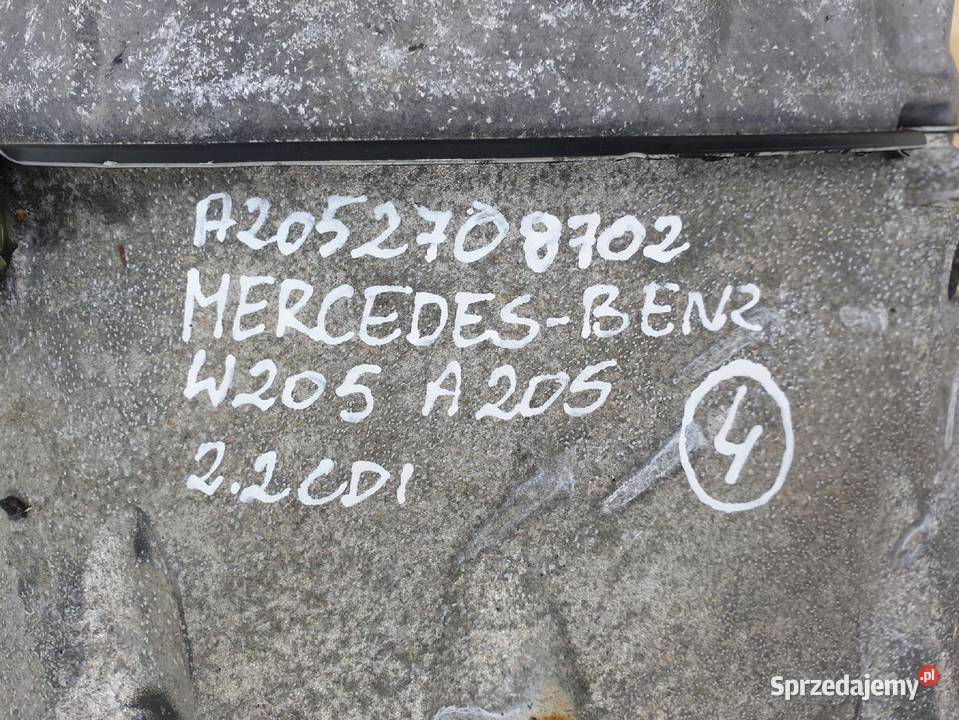 A2052708702
MERCEDES-BENZ
W205 A205
4
2.2CDI
Sprzedajemy.pl